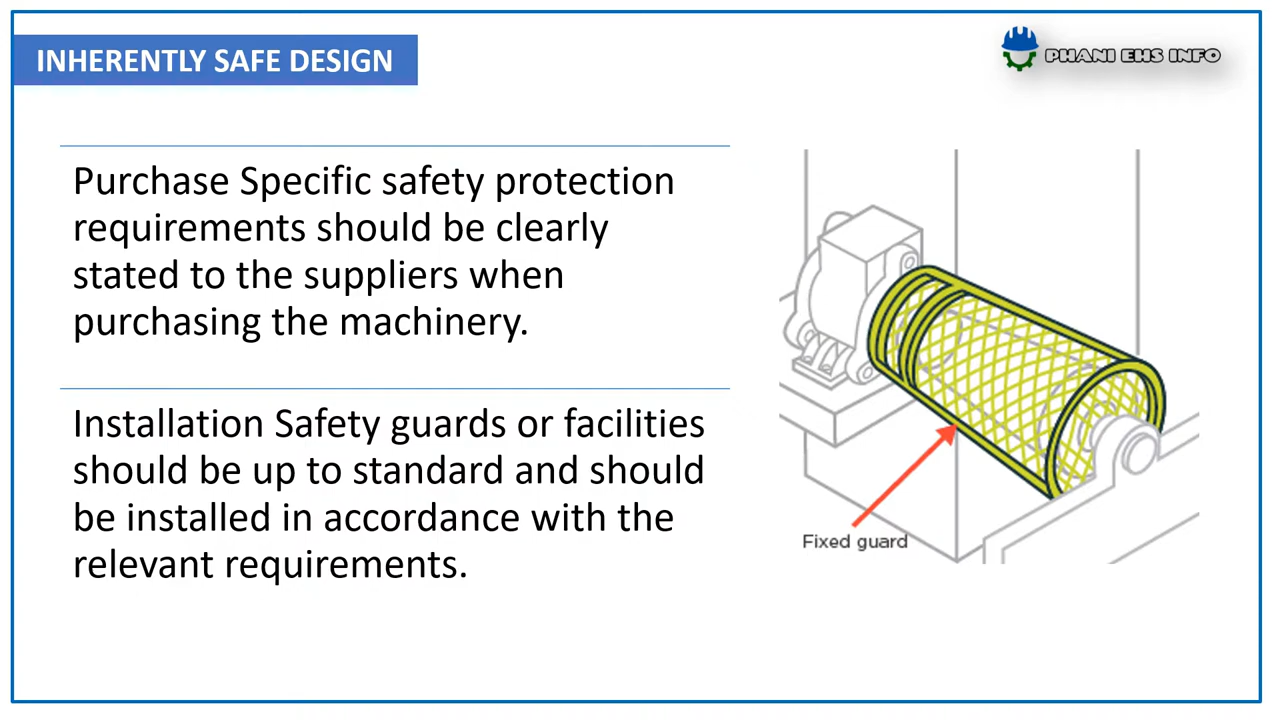 INHERENTLY SAFE DESIGN
PHANI EHS INFO
Purchase Specific safety protection
requirements should be clearly
stated to the suppliers when
purchasing the machinery.
Installation Safety guards or facilities
should be up to standard and should
be installed in accordance with the
relevant requirements.
Fixed guard